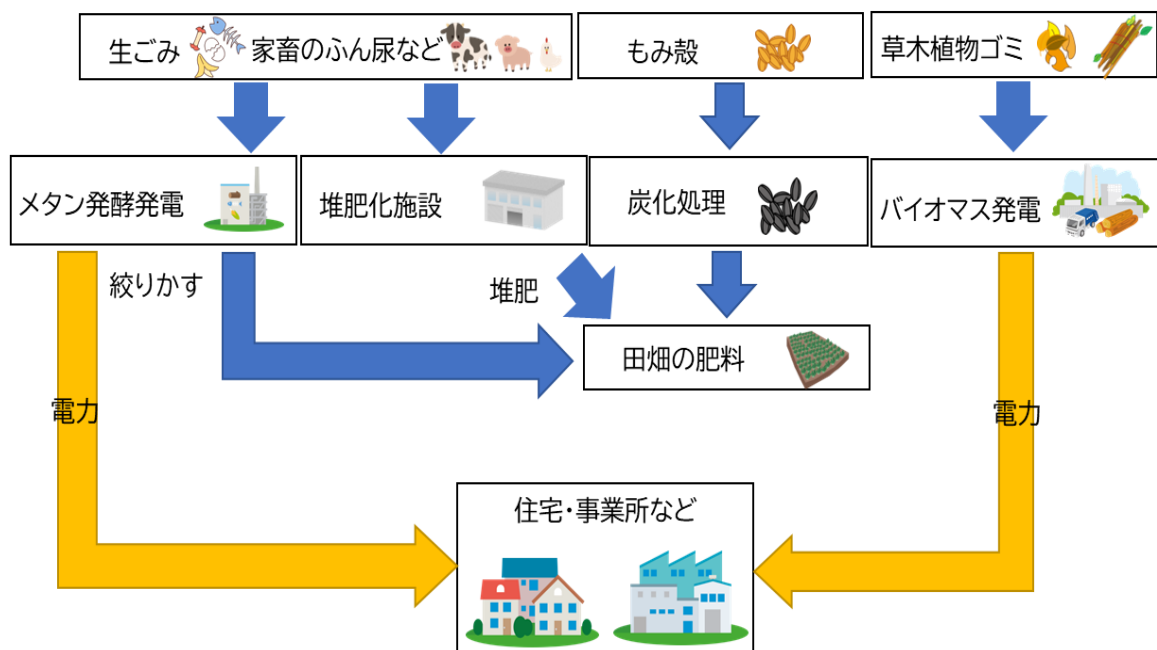 生ごみ
家畜のふん尿など
もみ殻
草木植物ゴミ
メタン発酵発電
堆肥化施設
炭化処理
バイオマス発電
絞りかす
堆肥
田畑の肥料
電力
電力
住宅・事業所など